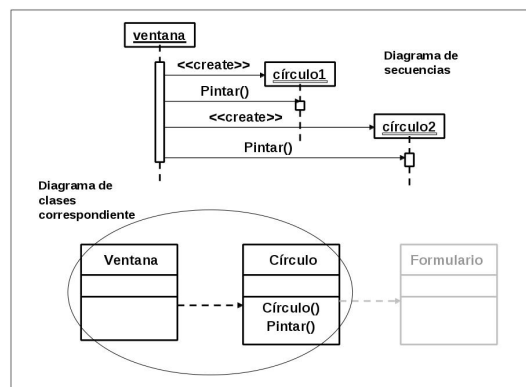 ventana
<<create>>
círculo1
Diagrama de
secuencias
Pintar()
<<create>>
círculo2
Pintar()
Diagrama de
clases
correspondiente
Ventana
Círculo
Formulario
Círculo()
Pintar()